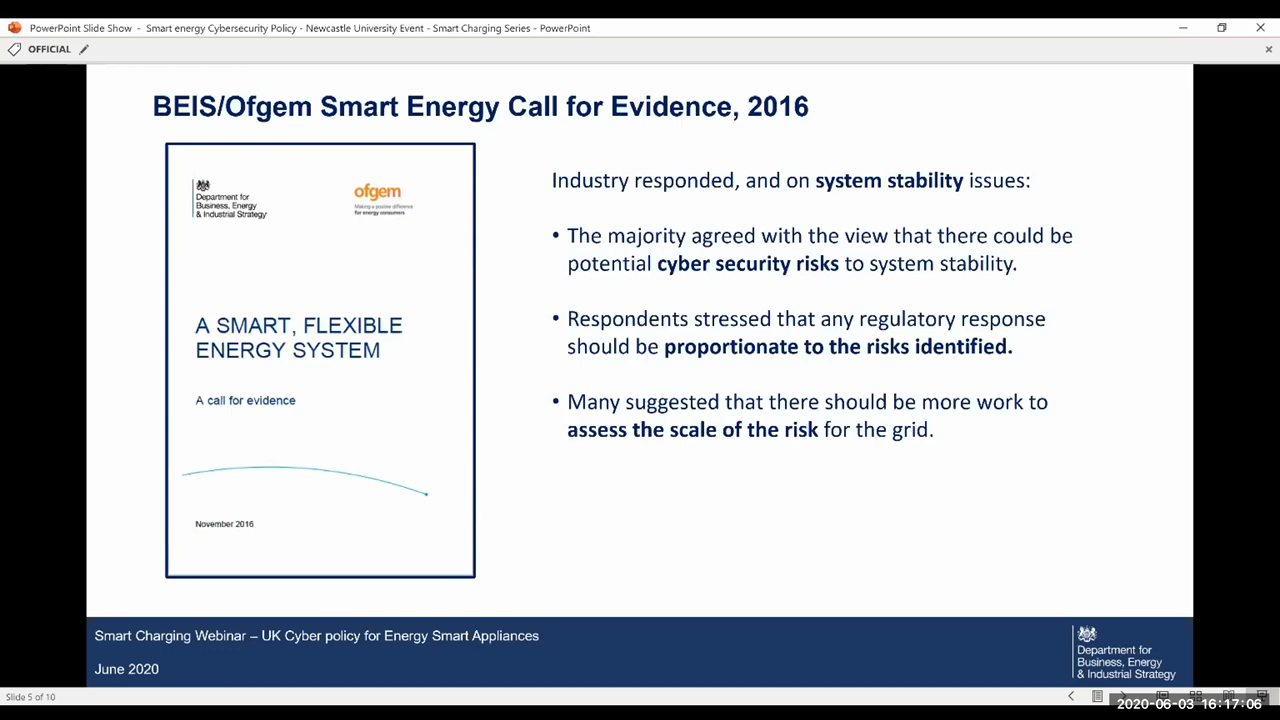 PowerPoint Slide Show - Smart energy Cybersecurity Policy - Newcastle University Event - Smart Charging Series - PowerPoint
OFFICIAL
BEIS/Ofgem Smart Energy Call for Evidence, 2016
Department for
Business, Energy
& Industrial Strategy
ofgem
Making a positive difference
for energy consumers
A SMART, FLEXIBLE
ENERGY SYSTEM
A call for evidence
November 2016
Industry responded, and on system stability issues:
• The majority agreed with the view that there could be
potential cyber security risks to system stability.
• Respondents stressed that any regulatory response
should be proportionate to the risks identified.
• Many suggested that there should be more work to
assess the scale of the risk for the grid.
Smart Charging Webinar – UK Cyber policy for Energy Smart Appliances
June 2020
Department for
Business, Energy
& Industrial Strategy
Slide 5 of 10
2020-06-03 16:17:06